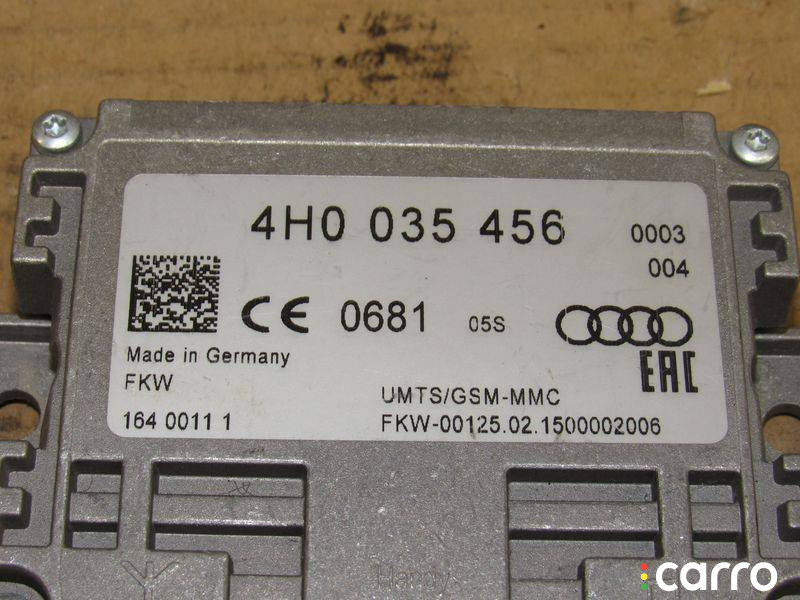 4H0 035 456 0003
004
CE 0681 05S
Made in Germany
EAC
FKW
UMTS/GSM-MMC
164 0011 1
FKW-00125.02.1500002006
carro